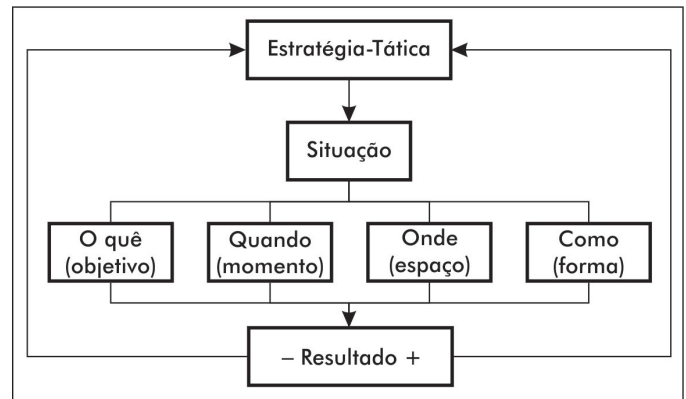 Estratégia-Tática
Situação
O quê
(objetivo)
Quando
(momento)
Onde
(espaço)
Como
(forma)
– Resultado +